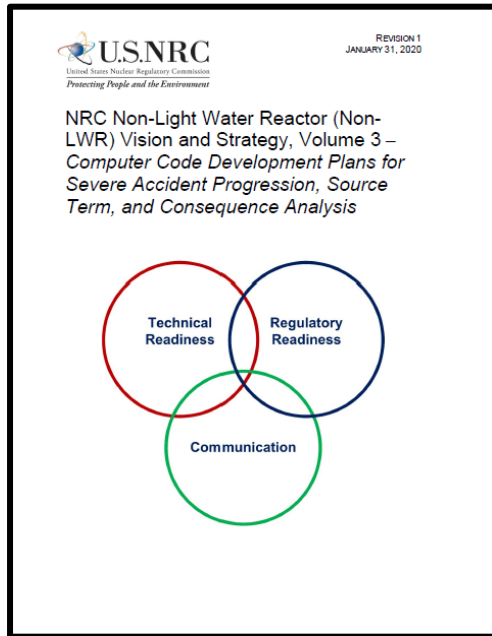 U.S.NRC
United States Nuclear Regulatory Commission
Protecting People and the Environment
REVISION 1
JANUARY 31, 2020
NRC Non-Light Water Reactor (Non-
LWR) Vision and Strategy, Volume 3 –
Computer Code Development Plans for
Severe Accident Progression, Source
Term, and Consequence Analysis
Technical
Readiness
Regulatory
Readiness
Communication